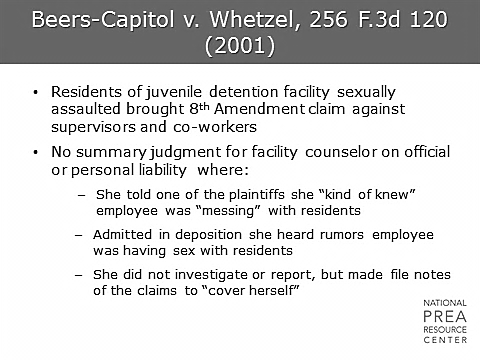 Beers-Capitol v. Whetzel, 256 F.3d 120
(2001)
• Residents of juvenile detention facility sexually
assaulted brought 8th Amendment claim against
supervisors and co-workers
• No summary judgment for facility counselor on official
or personal liability where:
– She told one of the plaintiffs she “kind of knew”
employee was “messing” with residents
– Admitted in deposition she heard rumors employee
was having sex with residents
– She did not investigate or report, but made file notes
of the claims to “cover herself”
NATIONAL
PREA
RESOURCE
CENTER